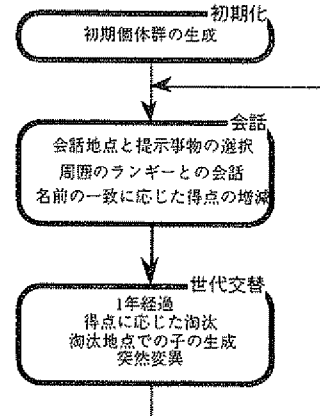 初期化
初期個体群の生成
会話
会話地点と提示事物の選択
周囲のランギーとの会話
名前の一致に応じた得点の増減
世代交替
1年経過
得点に応じた淘汰
淘汰地点での子の生成
突然変異